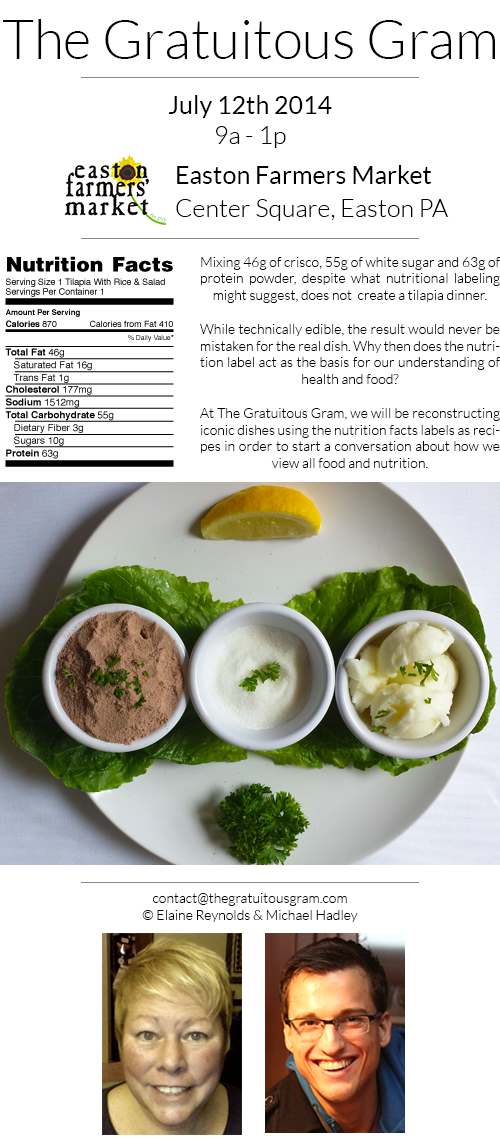 The Gratuitous Gram
July 12th 2014
9a - 1p
easton
farmers'
market
Easton Farmers Market
Center Square, Easton PA
Nutrition Facts
Serving Size 1 Tilapia With Rice & Salad
Servings Per Container 1
Amount Per Serving
Calories 870 Calories from Fat 410
% Daily Value*
Total Fat 46g
Saturated Fat 16g
Trans Fat 1g
Cholesterol 177mg
Sodium 1512mg
Total Carbohydrate 55g
Dietary Fiber 3g
Sugars 10g
Protein 63g
Mixing 46g of crisco, 55g of white sugar and 63g of
protein powder, despite what nutritional labeling
might suggest, does not create a tilapia dinner.
While technically edible, the result would never be
mistaken for the real dish. Why then does the nutri-
tion label act as the basis for our understanding of
health and food?
At The Gratuitous Gram, we will be reconstructing
iconic dishes using the nutrition facts labels as reci-
pes in order to start a conversation about how we
view all food and nutrition.
contact@thegratuitousgram.com
© Elaine Reynolds & Michael Hadley